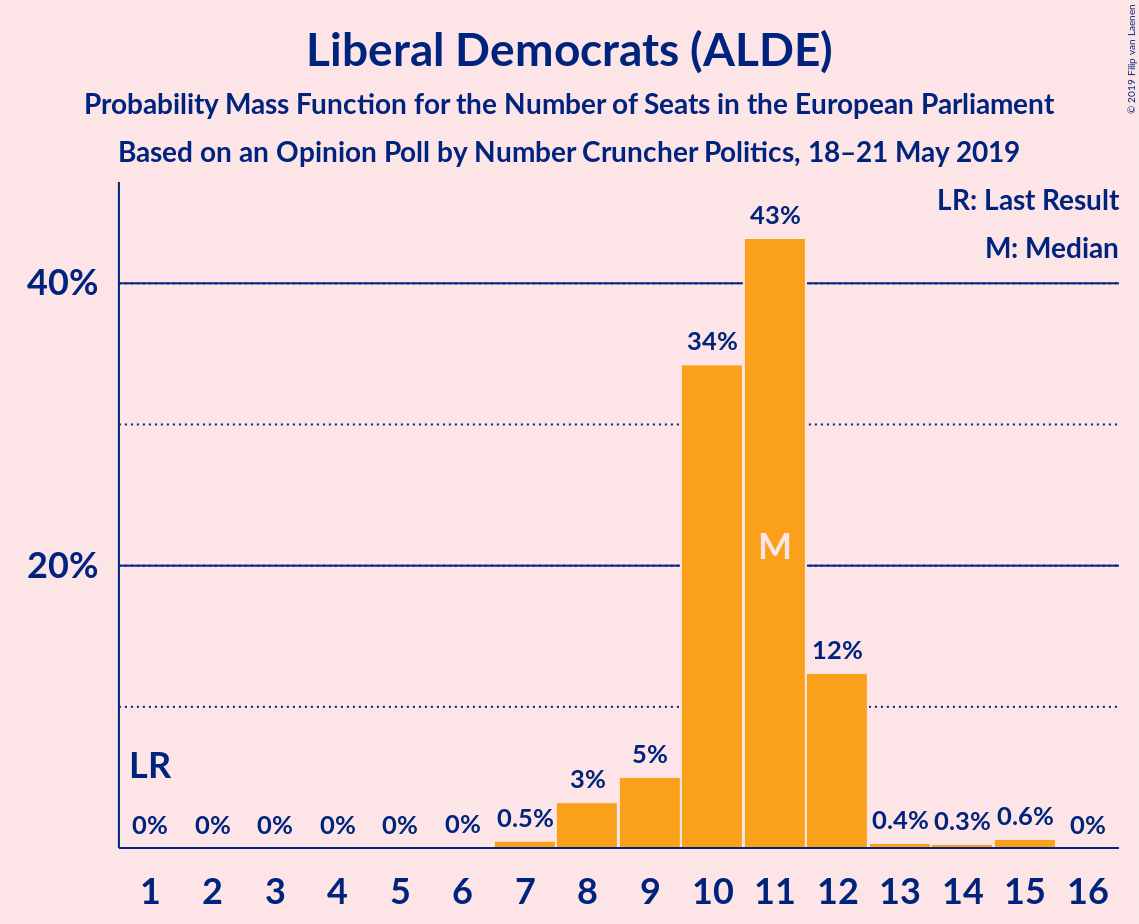 Liberal Democrats (ALDE)
Probability Mass Function for the Number of Seats in the European Parliament
Based on an Opinion Poll by Number Cruncher Politics, 18–21 May 2019
© 2019 Filip van Laenen
LR: Last Result
M: Median
40%
20%
43%
34%
M
12%
LR
5%
3%
0% 0% 0% 0% 0% 0% 0.5% 0.4% 0.3% 0.6% 0%
1 2 3 4 5 6 7 8 9 10 11 12 13 14 15 16